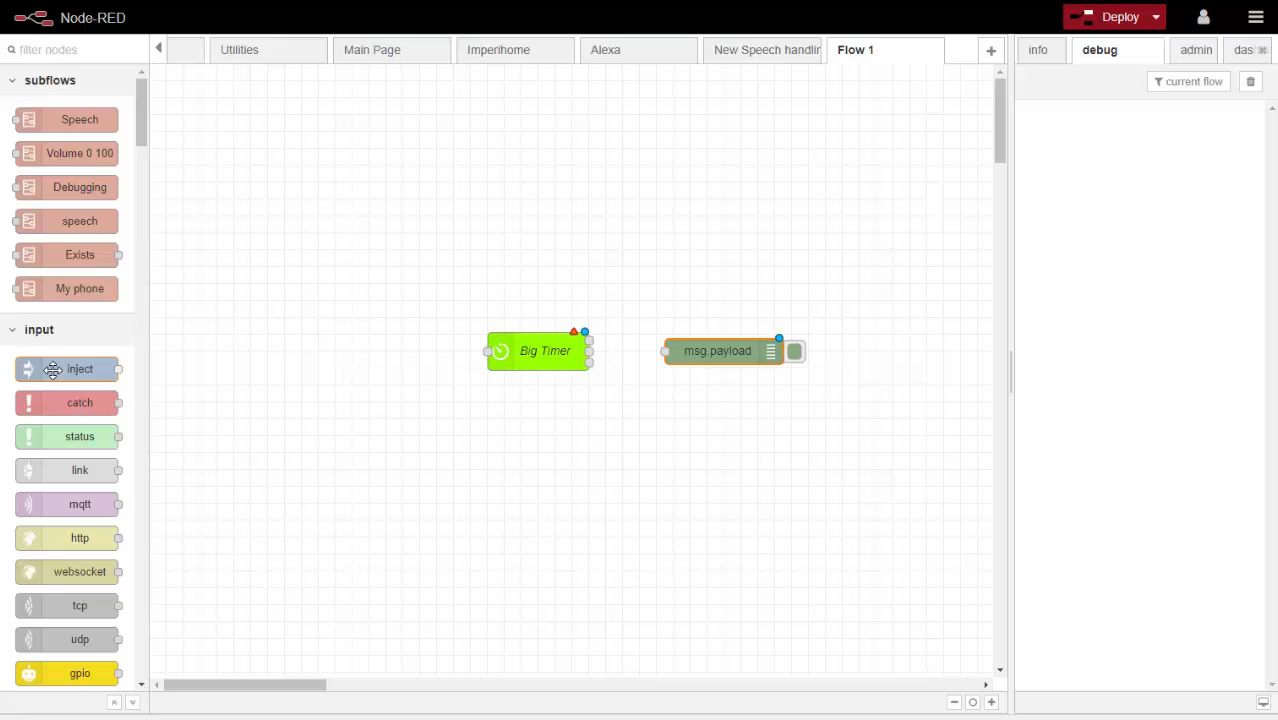 Node-RED
Deploy
filter nodes
Utilities
Main Page
Imperihome
Alexa
New Speech handlin
Flow 1
info
debug
admin
das
current flow
subflows
Speech
Volume 0 100
Debugging
speech
Exists
My phone
input
inject
catch
status
link
mqtt
http
websocket
tcp
udp
gpio
Big Timer
msg.payload